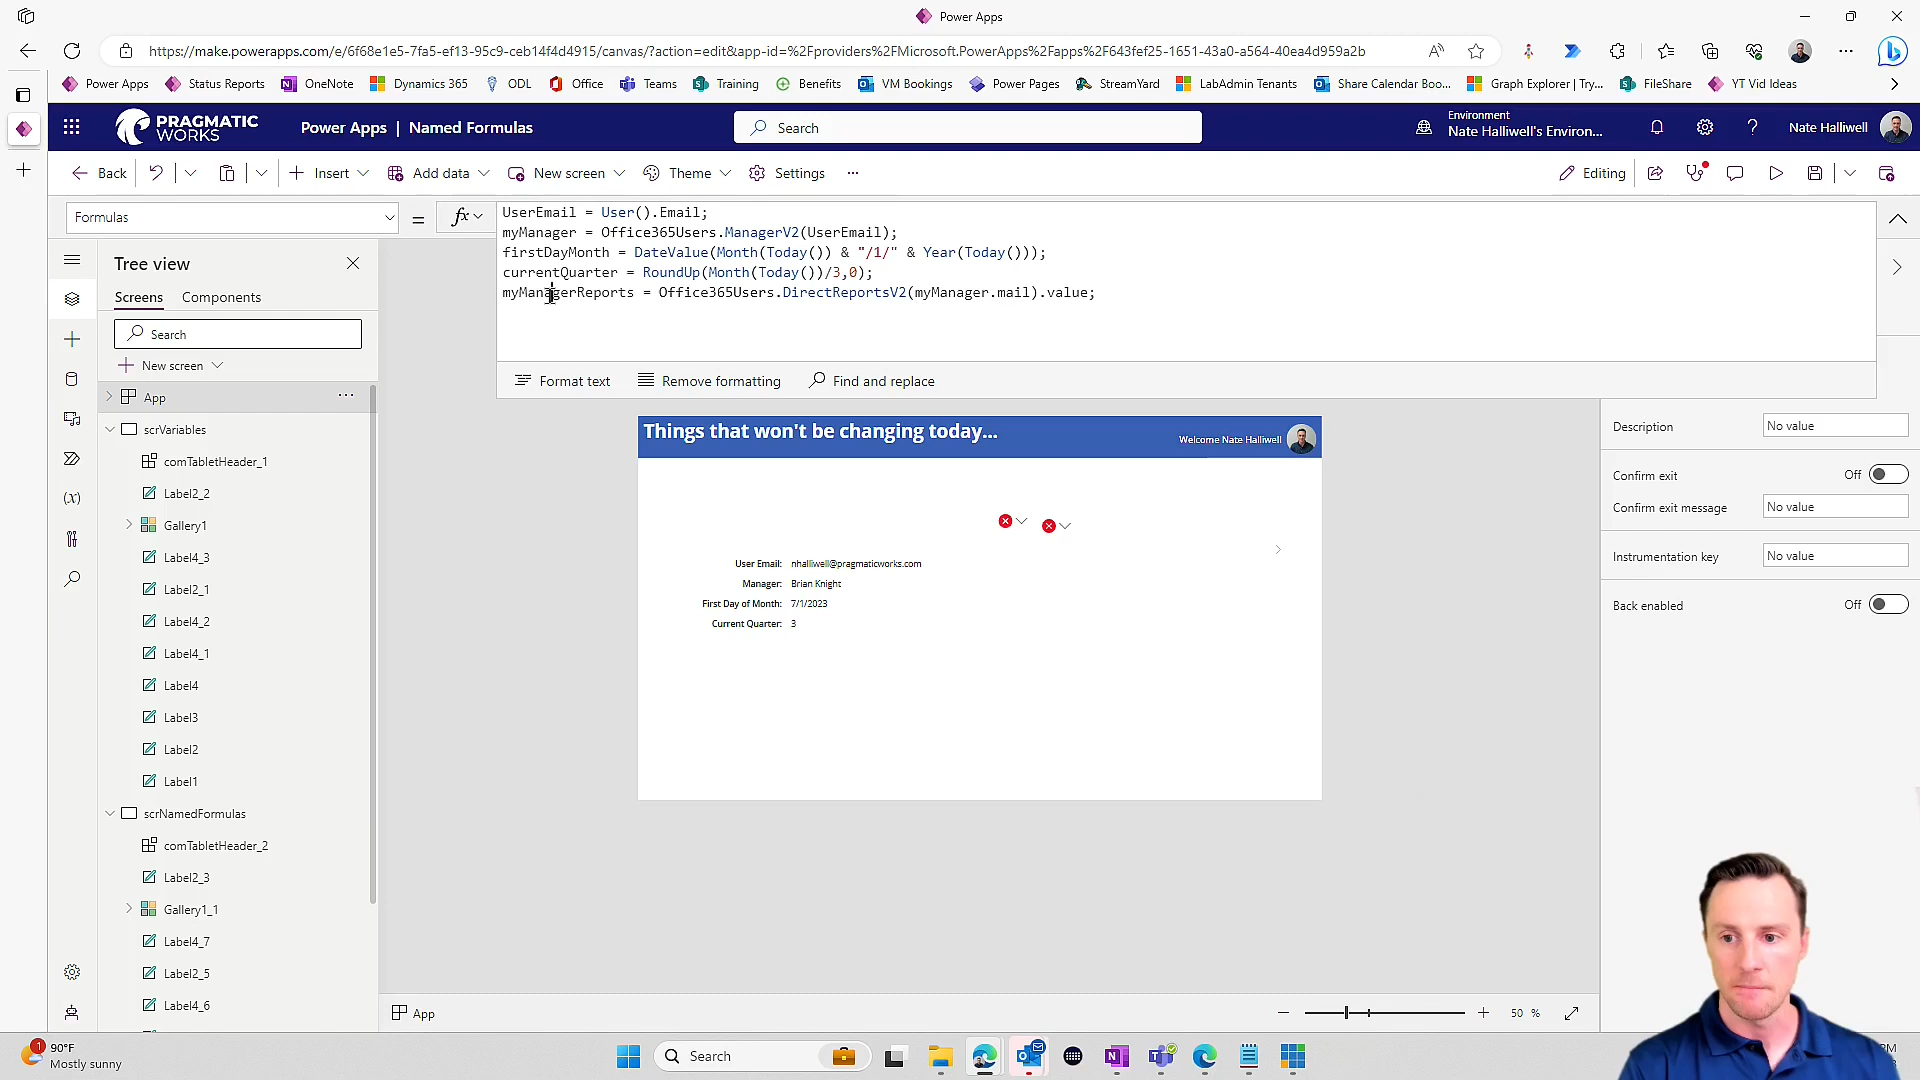 Power Apps
https://make.powerapps.com/e/6f68e1e5-7fa5-ef13-95c9-ceb14f4d4915/canvas/?action=edit&app-id=%2Fproviders%2FMicrosoft.PowerApps%2Fapps%2F643fef25-1651-43a0-a564-40ea4d959a2b
Power Apps Status Reports OneNote Dynamics 365 ODL Office Teams Training Benefits VM Bookings Power Pages StreamYard LabAdmin Tenants Share Calendar Boo... Graph Explorer | Try,... FileShare YT Vid Ideas
PRAGMATIC WORKS
Power Apps | Named Formulas
Search
Environment
Nate Halliwell's Environ...
Nate Halliwell
Back Insert Add data New screen Theme Settings ... Editing
Formulas = fx
UserEmail = User().Email;
myManager = Office365Users.ManagerV2(UserEmail);
firstDayMonth = DateValue(Month(Today()) & "/1/" & Year(Today()));
currentQuarter = RoundUp(Month(Today())/3,0);
myManagerReports = Office365Users.DirectReportsV2(myManager.mail).value;
Format text Remove formatting Find and replace
Tree view
Screens Components
Search
New screen
App
scrVariables
comTabletHeader_1
Label2_2
Gallery1
Label4_3
Label2_1
Label4_2
Label4_1
Label4
Label3
Label2
Label1
scrNamedFormulas
comTabletHeader_2
Label2_3
Gallery1_1
Label4_7
Label2_5
Label4_6
Things that won't be changing today...
Welcome Nate Halliwell
User Email: nhalliwell@pragmaticworks.com
Manager: Brian Knight
First Day of Month: 7/1/2023
Current Quarter: 3
Description No value
Confirm exit Off
Confirm exit message No value
Instrumentation key No value
Back enabled Off
App
50 %
1
90°F
Mostly sunny
Search
PM